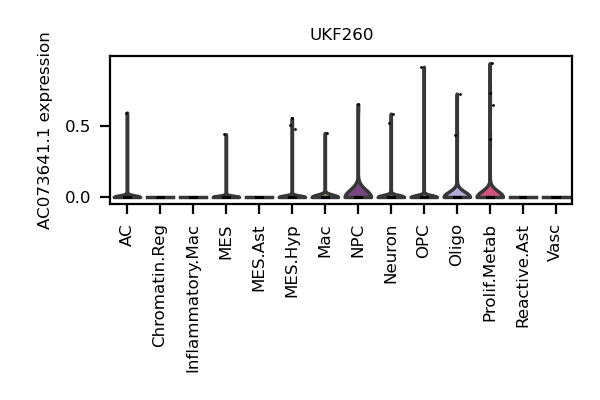 UKF260
AC073641.1 expression
0.5
0.0
AC
Chromatin.Reg
Inflammatory.Mac
MES
MES.Ast
MES.Hyp
Mac
NPC
Neuron
OPC
Oligo
Prolif.Metab
Reactive.Ast
Vasc